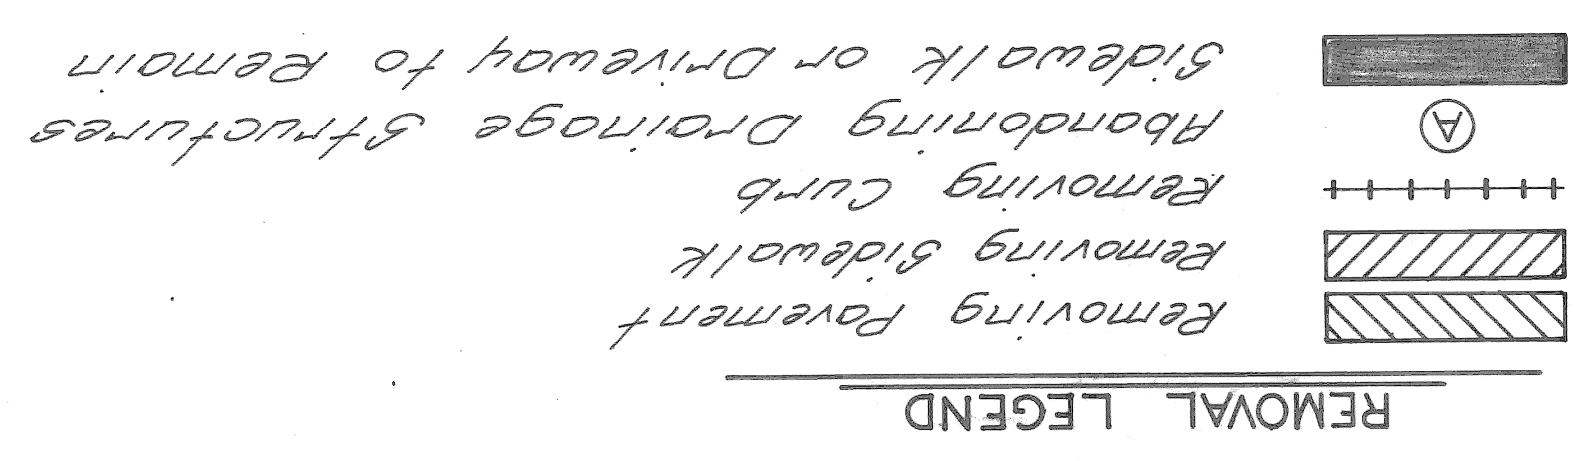 REMOVAL LEGEND
Removing Pavement
Removing Sidewalk
Removing Curb
A Abandoning Drainage Structures
Sidewalk or Driveway to Remain